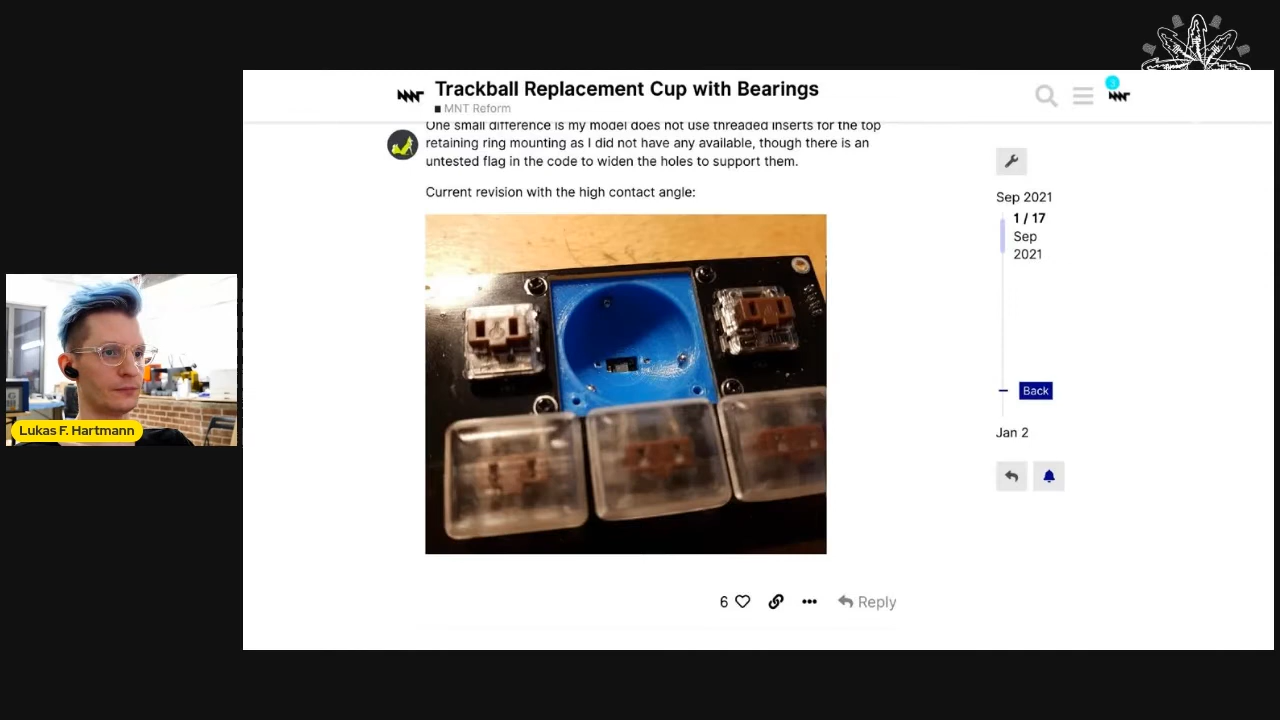 Trackball Replacement Cup with Bearings
MNT Reform
3
One small difference is my model does not use threaded inserts for the top
retaining ring mounting as I did not have any available, though there is an
untested flag in the code to widen the holes to support them.
Current revision with the high contact angle:
Sep 2021
1 / 17
Sep
2021
Back
Jan 2
6
Reply
Lukas F. Hartmann